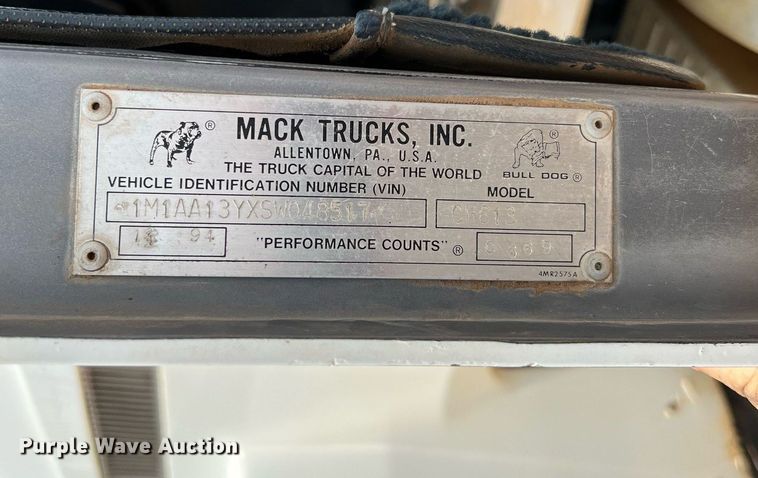 MACK TRUCKS, INC.
ALLENTOWN, PA., U.S.A.
THE TRUCK CAPITAL OF THE WORLD
BULL DOG ®
VEHICLE IDENTIFICATION NUMBER (VIN) MODEL
1M1AA13YXSW048517
94 "PERFORMANCE COUNTS" ®
4MR2575A
Purple Wave Auction